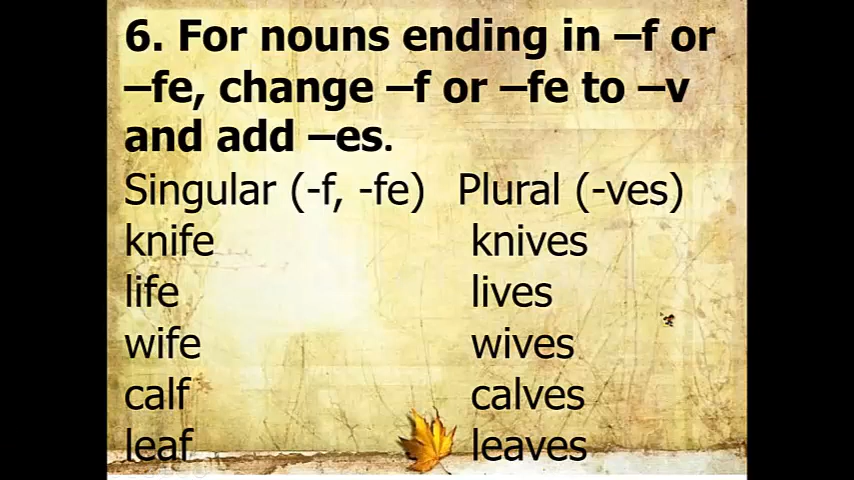 6. For nouns ending in –f or
–fe, change –f or –fe to –v
and add –es.
Singular (-f, -fe) Plural (-ves)
knife knives
life lives
wife wives
calf calves
leaf leaves